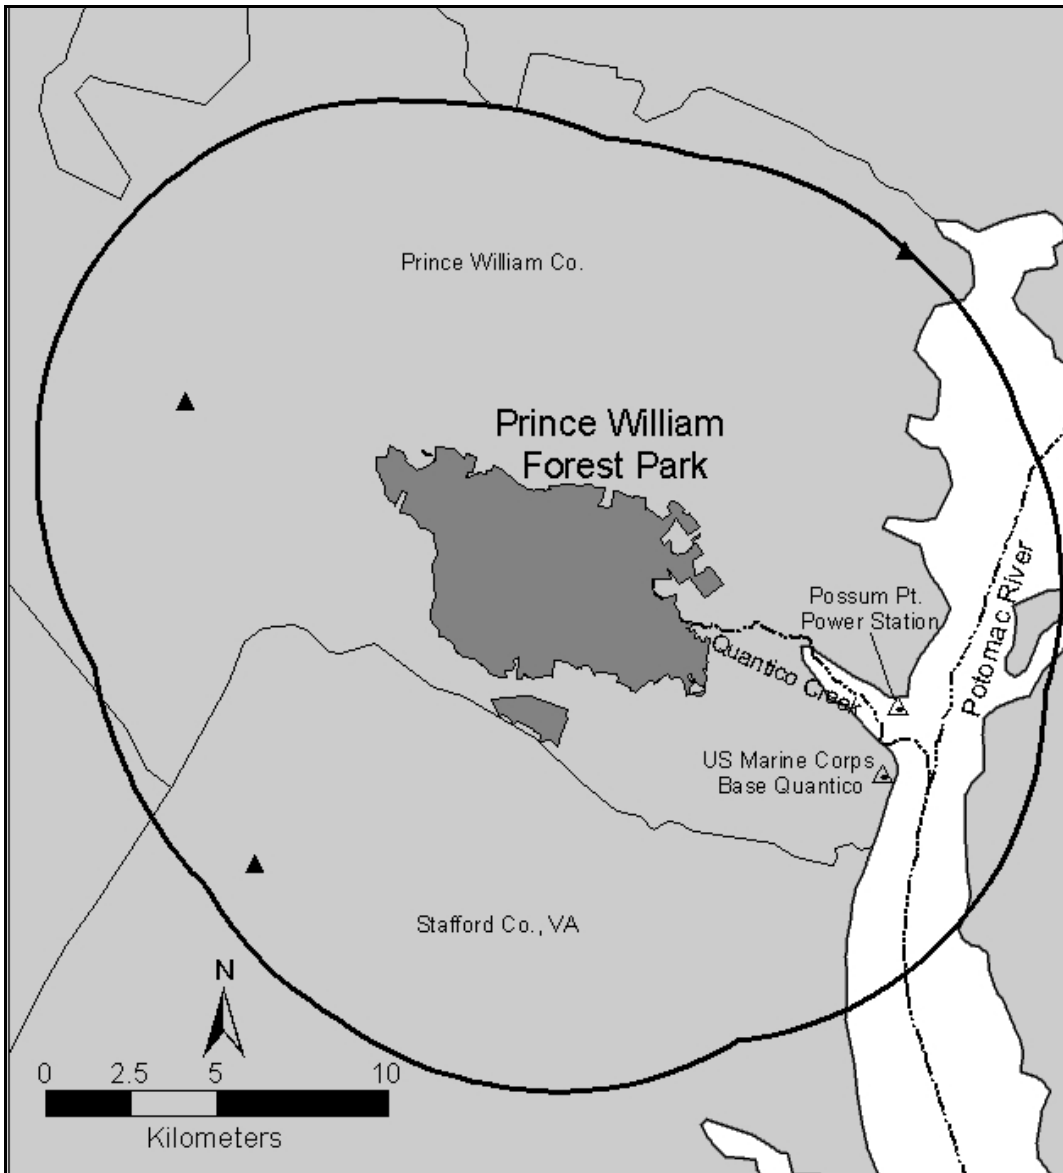 Prince William Co.
Prince William
Forest Park
Possum Pt.
Power Station
Potomac River
Quantico Creek
US Marine Corps
Base Quantico
Stafford Co., VA
N
0 2.5 5 10
Kilometers